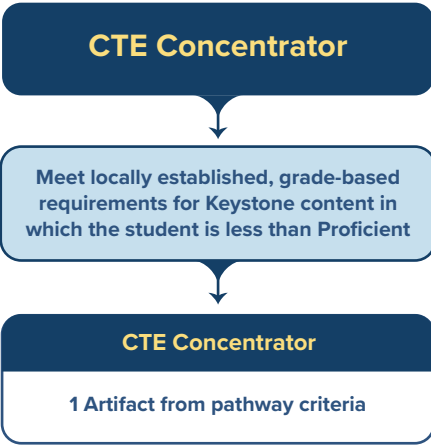 CTE Concentrator
Meet locally established, grade-based
requirements for Keystone content in
which the student is less than Proficient
CTE Concentrator
1 Artifact from pathway criteria